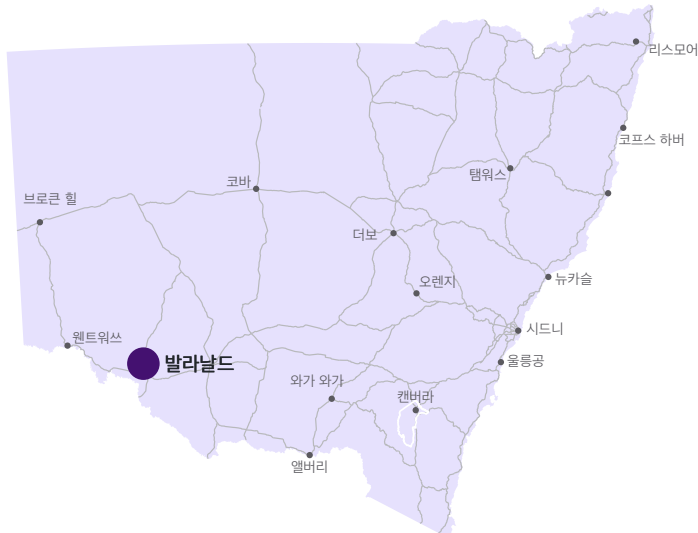 리스모어
코프스 하버
탬워스
코바
브로큰 힐
더보
뉴카슬
오렌지
시드니
웬트워쓰
울릉공
발라날드
와가 와갸
캔버라
앨버리